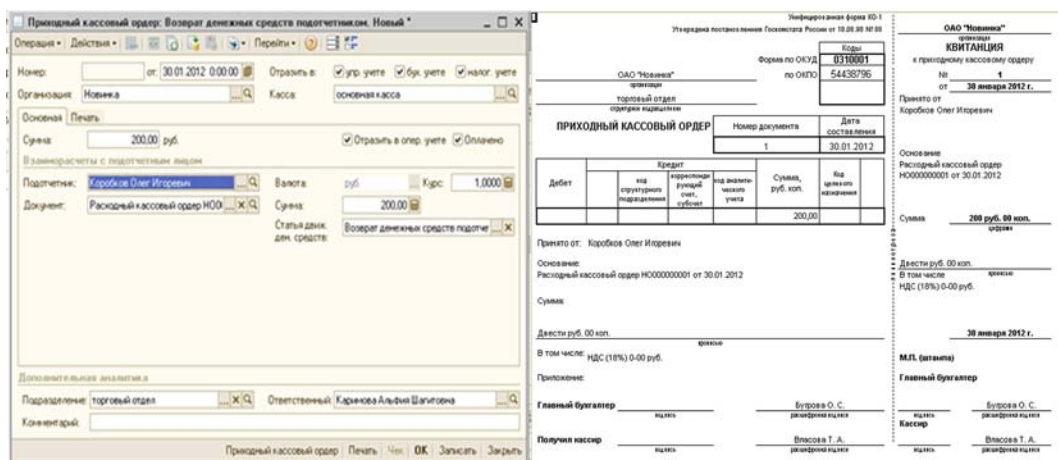 Приходный кассовый ордер: Возврат денежных средств подотчетником. Новый *
Операция Действия Перейти
Номер: от: 30.01.2012 0:00:00 Отразить в: упр. учете бух. учете налог. учете
Организация: Новинка Касса: основная касса
Основная Печать
Сумма: 200,00 руб. Отразить в опер. учете Оплачено
Взаиморасчеты с подотчетным лицом
Подотчетник: Коробков Олег Игоревич Валюта: руб. Курс: 1,0000
Документ: Расходный кассовый ордер НО0 Сумма: 200,00
Статья движ. ден. средств: Возврат денежных средств подотче
Дополнительная аналитика
Подразделение: торговый отдел Ответственный: Каримова Альфия Шагитовна
Комментарий:
Приходный кассовый ордер Печать Чек OK Записать Закрыть
Унифицированная форма КО-1
Утверждена постановлением Госкомстата России от 18.08.98 № 88
Коды
Форма по ОКУД 0310001
ОАО "Новинка" по ОКПО 54438796
организация
торговый отдел
структурное подразделение
ПРИХОДНЫЙ КАССОВЫЙ ОРДЕР
Номер документа Дата составления
1 30.01.2012
Дебет Кредит Сумма, руб. коп. Код целевого назначения
код структурного подразделения корреспондирующий счет, субсчет код аналитического учета
200,00
Принято от: Коробков Олег Игоревич
Основание:
Расходный кассовый ордер НО000000001 от 30.01.2012
Сумма:
Двести руб. 00 коп.
прописью
В том числе: НДС (18%) 0-00 руб.
Приложение:
Главный бухгалтер Бугрова О. С.
подпись расшифровка подписи
Получил кассир Власова Т. А.
подпись расшифровка подписи
ОАО "Новинка"
организация
КВИТАНЦИЯ
к приходному кассовому ордеру
№ 1
от 30 января 2012 г.
Принято от
Коробков Олег Игоревич
Основание:
Расходный кассовый ордер
НО000000001 от 30.01.2012
Сумма 200 руб. 00 коп.
цифрами
Двести руб. 00 коп.
прописью
В том числе
НДС (18%) 0-00 руб.
30 января 2012 г.
М.П. (штампа)
Главный бухгалтер
Бугрова О. С.
подпись расшифровка подписи
Кассир
Власова Т. А.
подпись расшифровка подписи